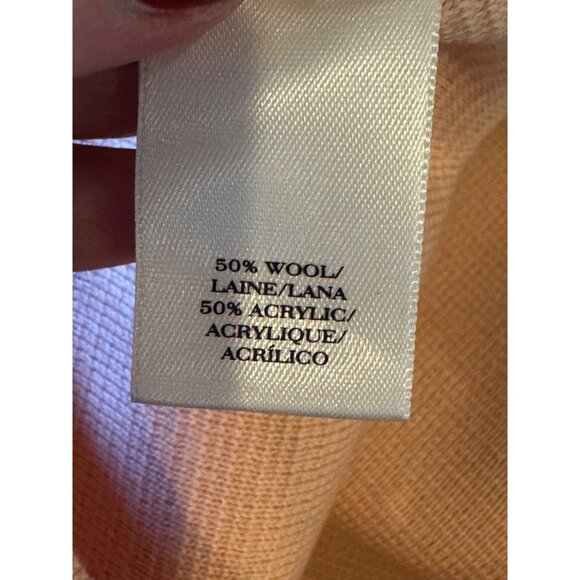 50% WOOL/
LAINE/LANA
50% ACRYLIC/
ACRYLIQUE/
ACRÍLICO